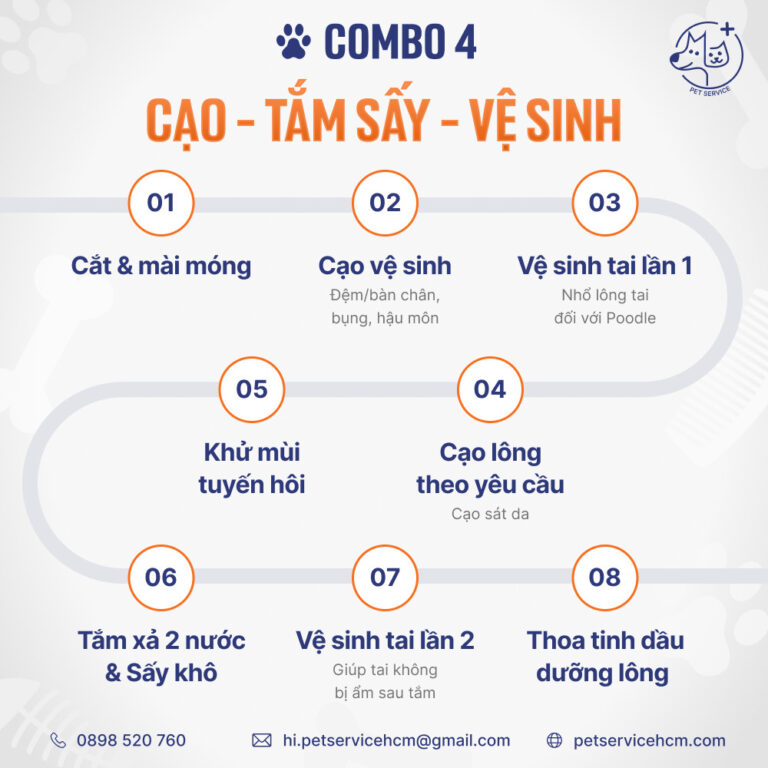 COMBO 4
PET SERVICE
CẠO - TẮM SẤY - VỆ SINH
01
Cắt & mài móng
02
Cạo vệ sinh
Đệm/bàn chân,
bụng, hậu môn
03
Vệ sinh tai lần 1
Nhổ lông tai
đối với Poodle
04
Cạo lông
theo yêu cầu
Cạo sát da
05
Khử mùi
tuyến hôi
06
Tắm xả 2 nước
& Sấy khô
07
Vệ sinh tai lần 2
Giúp tai không
bị ẩm sau tắm
08
Thoa tinh dầu
dưỡng lông
0898 520 760
hi.petservicehcm@gmail.com
petservicehcm.com